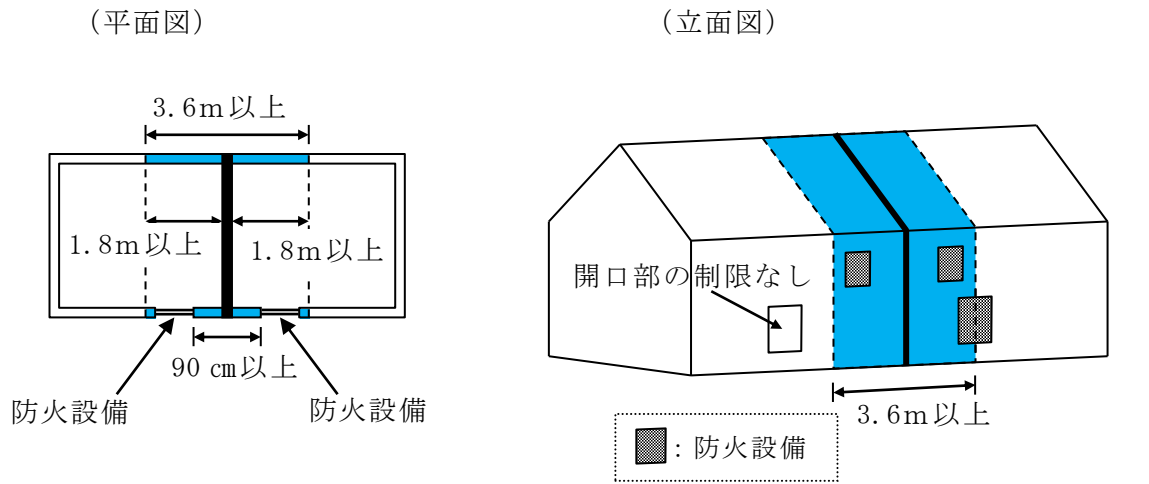 （平面図）
（立面図）
3.6m以上
1.8m以上
1.8m以上
90 ㎝以上
防火設備
防火設備
開口部の制限なし
3.6m以上
：防火設備